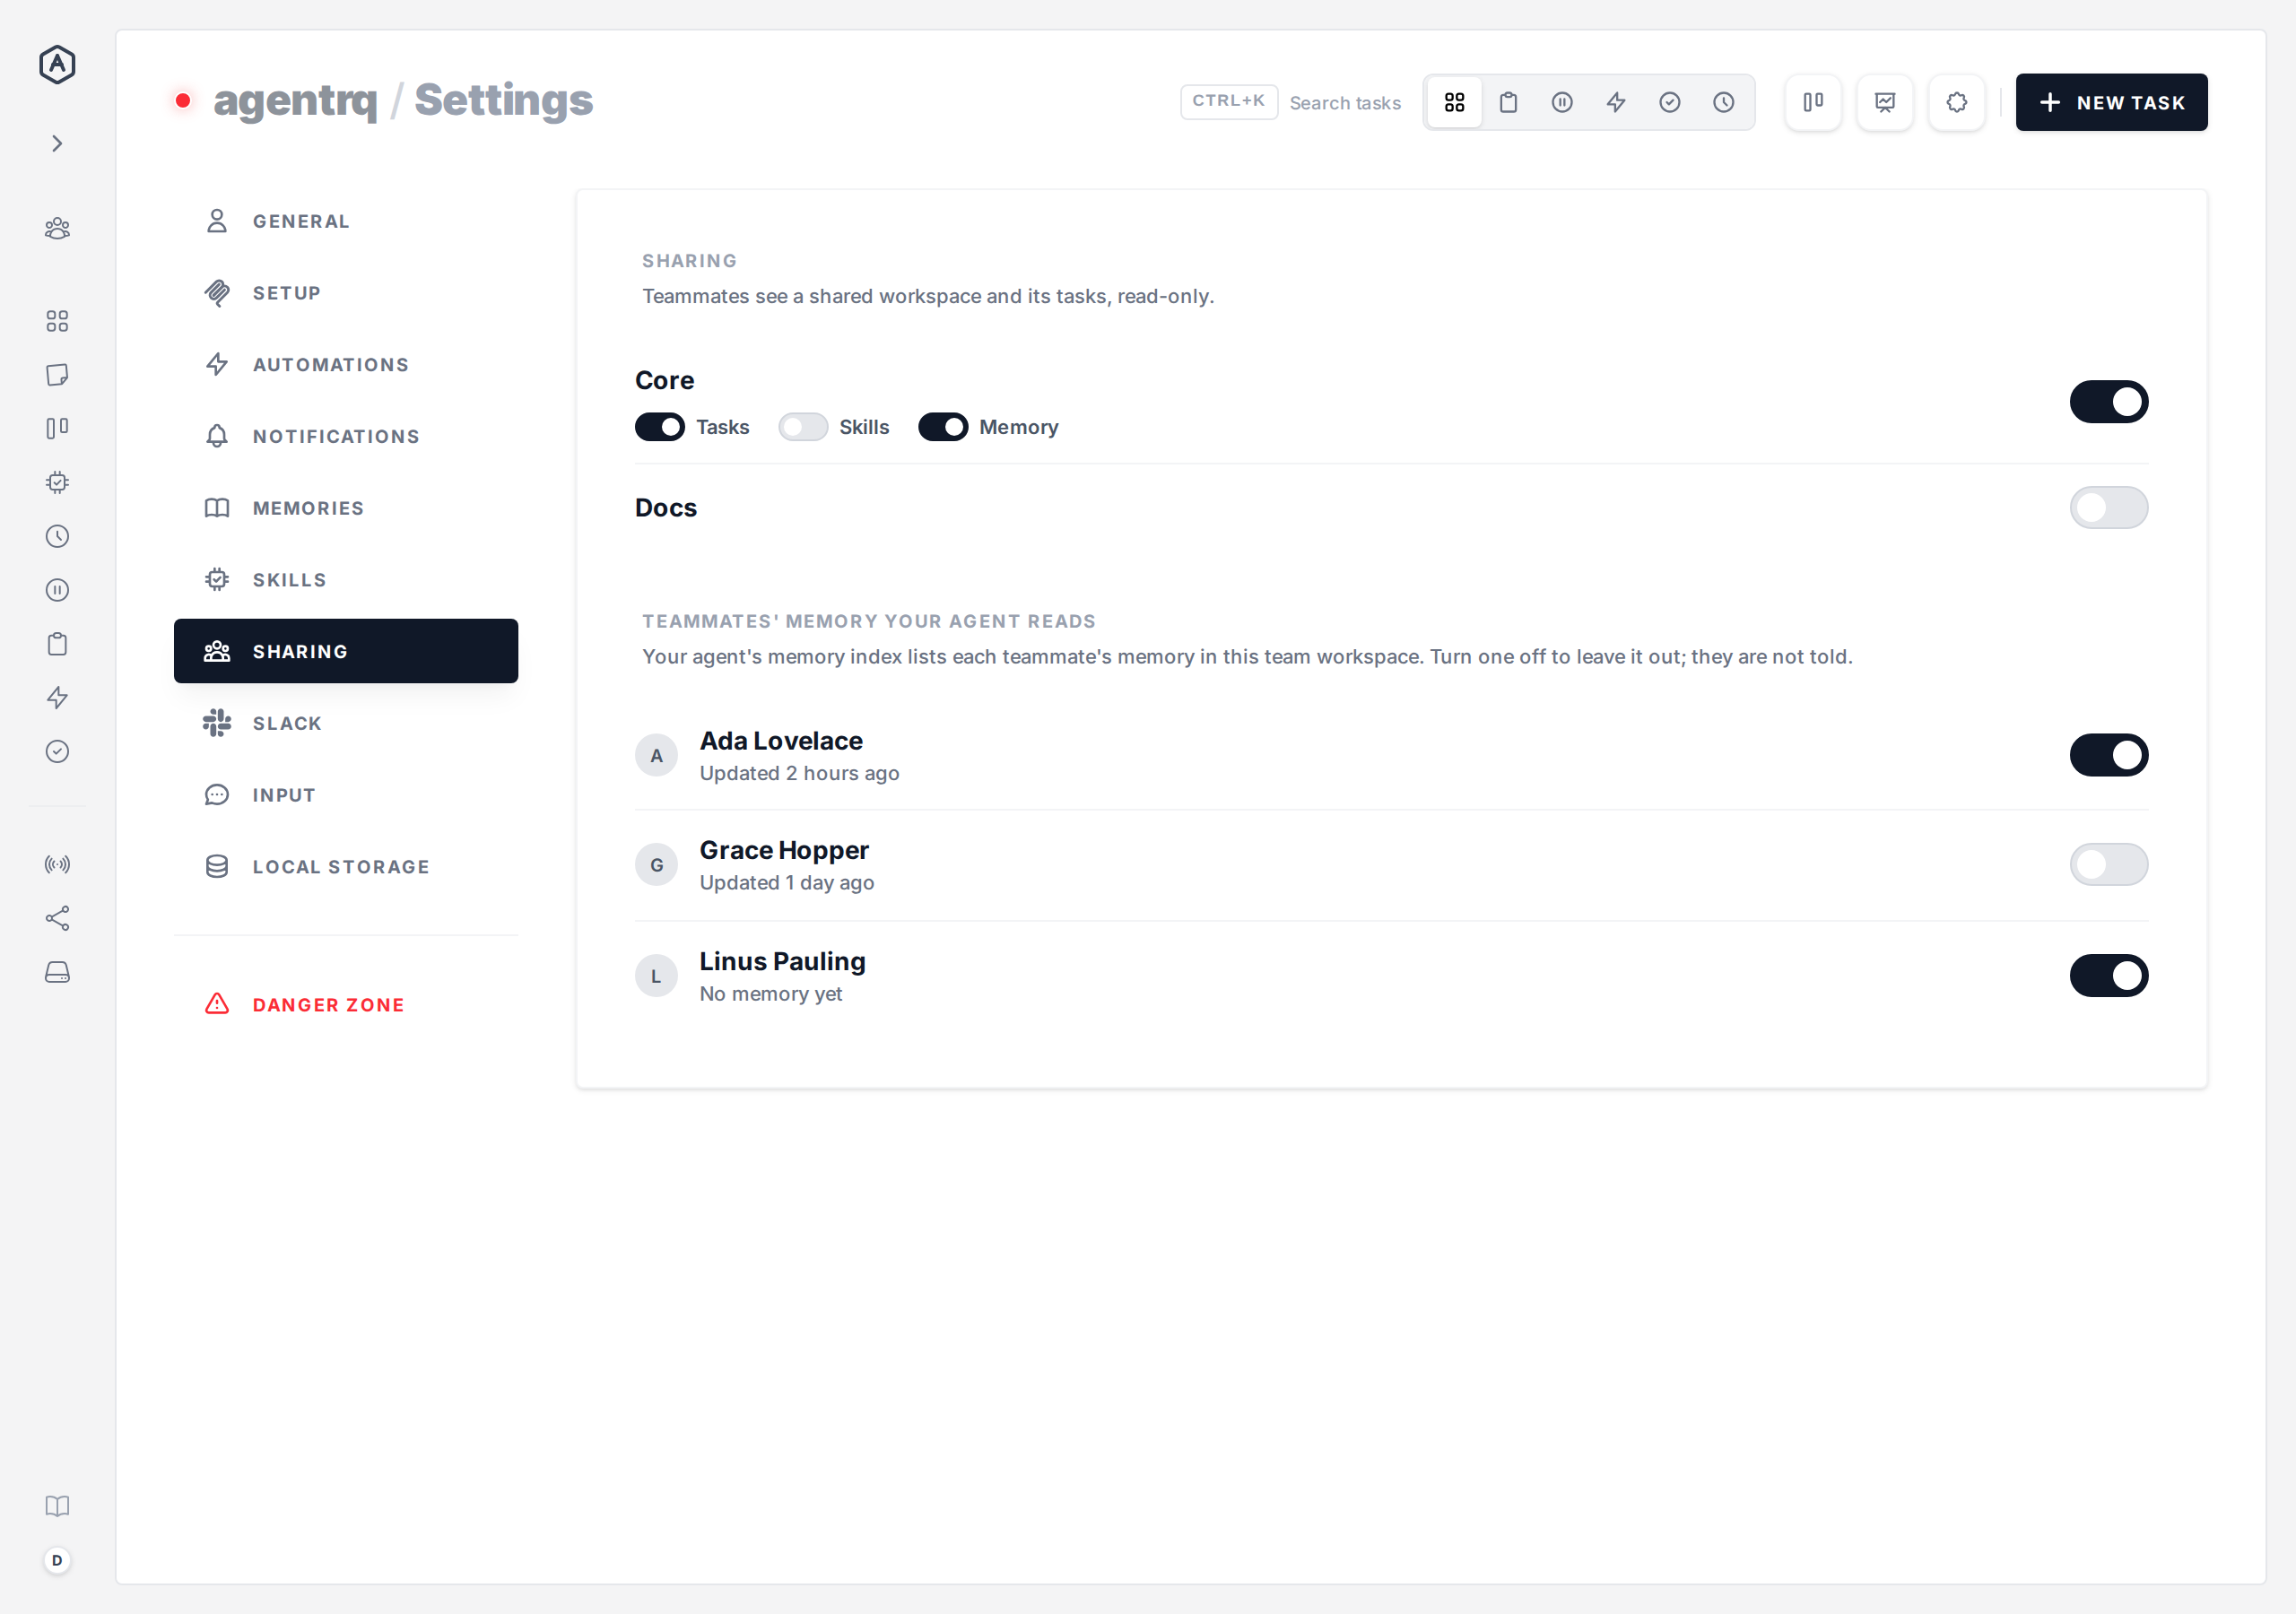 agentrq / Settings
CTRL+K Search tasks
NEW TASK
GENERAL
SETUP
AUTOMATIONS
NOTIFICATIONS
MEMORIES
SKILLS
SHARING
SLACK
INPUT
LOCAL STORAGE
DANGER ZONE
SHARING
Teammates see a shared workspace and its tasks, read-only.
Core
Tasks Skills Memory
Docs
TEAMMATES' MEMORY YOUR AGENT READS
Your agent's memory index lists each teammate's memory in this team workspace. Turn one off to leave it out; they are not told.
A Ada Lovelace
Updated 2 hours ago
G Grace Hopper
Updated 1 day ago
L Linus Pauling
No memory yet
D